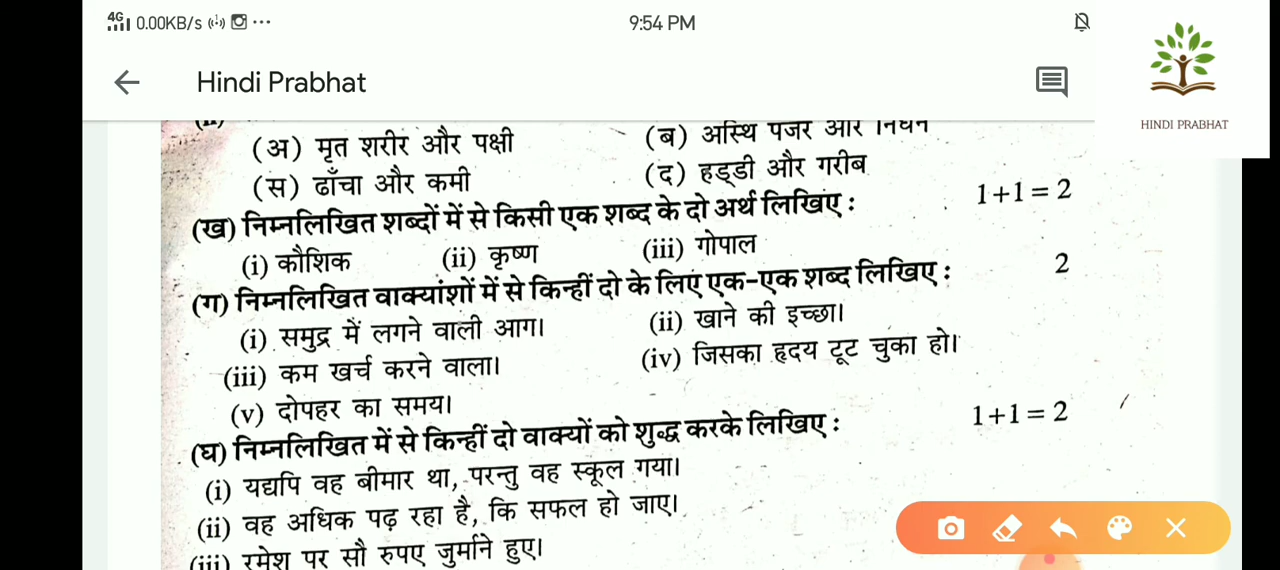 4G 0.00KB/s ...
9:54 PM
Hindi Prabhat
HINDI PRABHAT
(अ) मृत शरीर और पक्षी (ब) अस्थि पंजर और निर्धन
(स) ढाँचा और कमी (द) हड्डी और गरीब
(ख) निम्नलिखित शब्दों में से किसी एक शब्द के दो अर्थ लिखिए : 1+1 = 2
(i) कौशिक (ii) कृष्ण (iii) गोपाल
(ग) निम्नलिखित वाक्यांशों में से किन्हीं दो के लिए एक-एक शब्द लिखिए : 2
(i) समुद्र में लगने वाली आग। (ii) खाने की इच्छा।
(iii) कम खर्च करने वाला। (iv) जिसका हृदय टूट चुका हो।
(v) दोपहर का समय।
(घ) निम्नलिखित में से किन्हीं दो वाक्यों को शुद्ध करके लिखिए : 1+1 = 2
(i) यद्यपि वह बीमार था, परन्तु वह स्कूल गया।
(ii) वह अधिक पढ़ रहा है, कि सफल हो जाए।
(iii) रमेश पर सौ रुपए जुर्माने हुए।